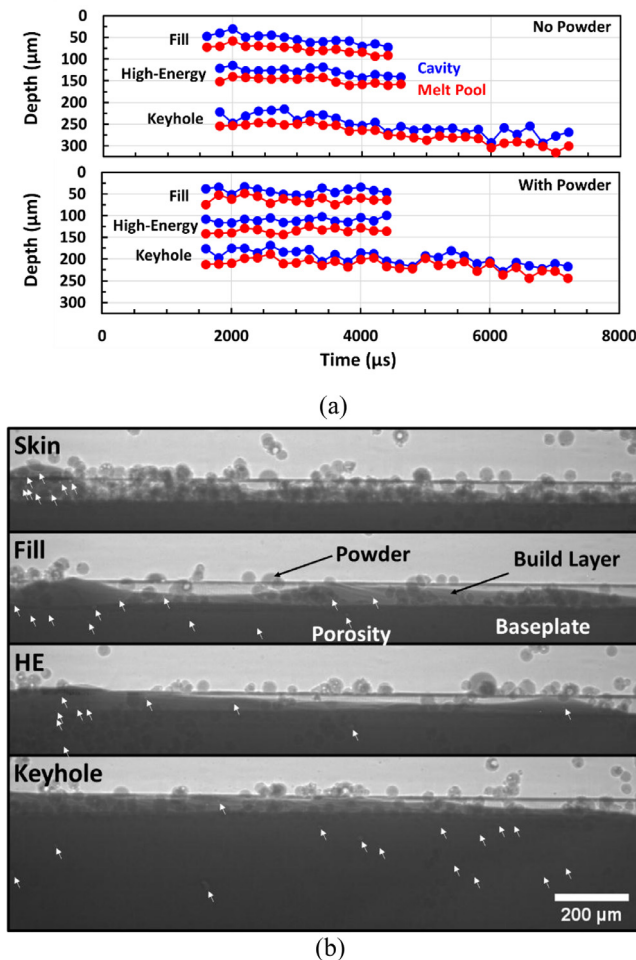 0
50
100
150
200
250
300
Depth (µm)
Fill
High-Energy
Keyhole
No Powder
Cavity
Melt Pool
0
50
100
150
200
250
300
Depth (µm)
Fill
High-Energy
Keyhole
With Powder
0 2000 4000 6000 8000
Time (µs)
(a)
Skin
Fill
Powder
Build Layer
Porosity
Baseplate
HE
Keyhole
200 µm
(b)